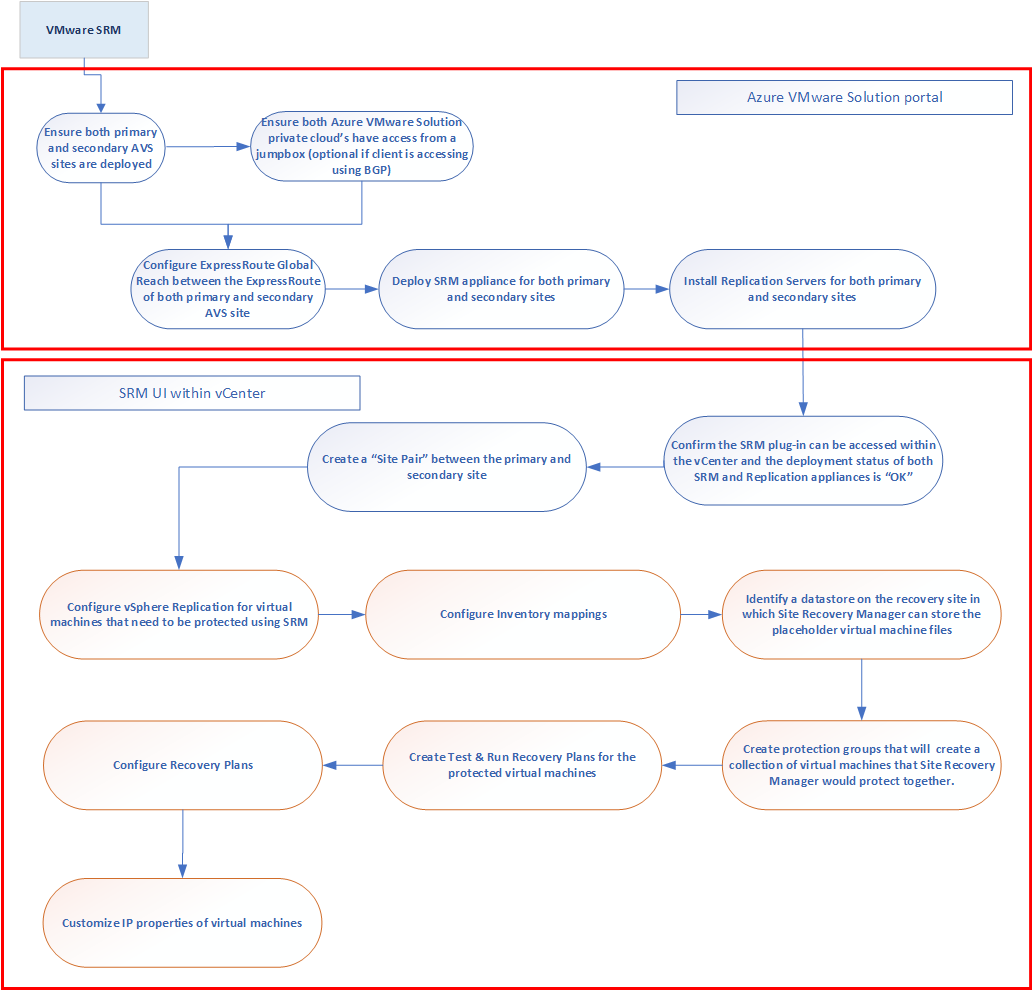 VMware SRM
Azure VMware Solution portal
Ensure both primary
and secondary AVS
sites are deployed
Ensure both Azure VMware Solution
private cloud's have access from a
jumpbox (optional if client is accessing
using BGP)
Configure ExpressRoute Global
Reach between the ExpressRoute
of both primary and secondary
AVS site
Deploy SRM appliance for both primary
and secondary sites
Install Replication Servers for both primary
and secondary sites
SRM UI within vCenter
Confirm the SRM plug-in can be accessed within
the vCenter and the deployment status of both
SRM and Replication appliances is “OK”
Create a “Site Pair” between the primary and
secondary site
Configure vSphere Replication for virtual
machines that need to be protected using SRM
Configure Inventory mappings
Identify a datastore on the recovery site in
which Site Recovery Manager can store the
placeholder virtual machine files
Create protection groups that will create a
collection of virtual machines that Site Recovery
Manager would protect together.
Create Test & Run Recovery Plans for the
protected virtual machines
Configure Recovery Plans
Customize IP properties of virtual machines